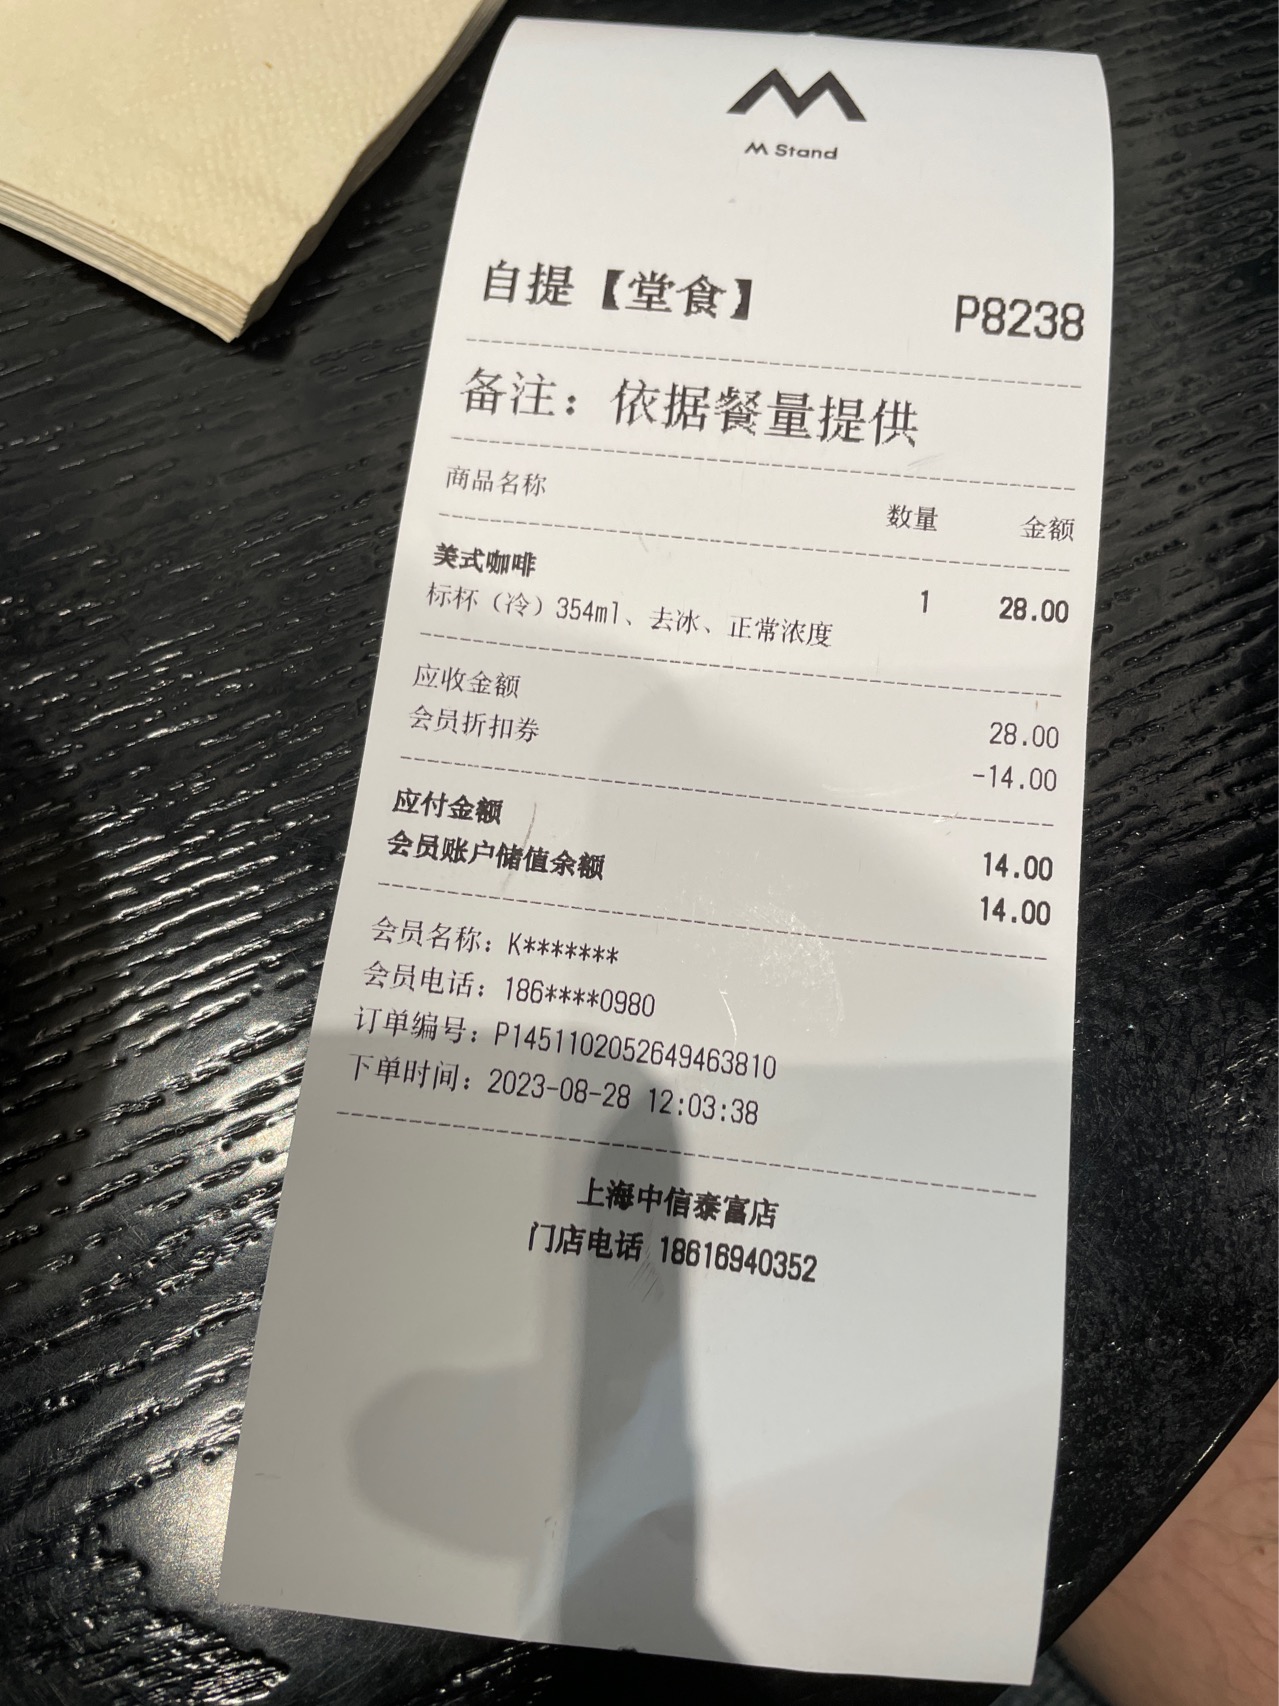 M Stand
自提【堂食】 P8238
备注：依据餐量提供
商品名称 数量 金额
美式咖啡 1 28.00
标杯（冷）354ml、去冰、正常浓度
应收金额 28.00
会员折扣券 -14.00
应付金额 14.00
会员账户储值余额 14.00
会员名称：K*******
会员电话：186****0980
订单编号：P1451102052649463810
下单时间：2023-08-28 12:03:38
上海中信泰富店
门店电话 18616940352